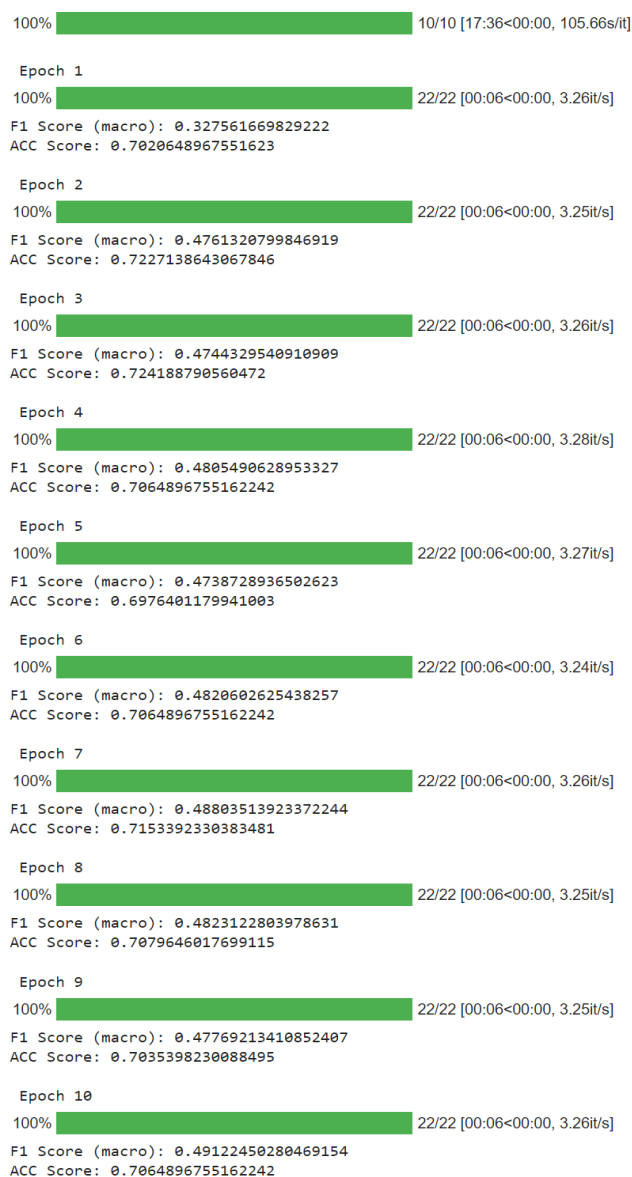 100% 10/10 [17:36<00:00, 105.66s/it]
Epoch 1
100% 22/22 [00:06<00:00, 3.26it/s]
F1 Score (macro): 0.327561669829222
ACC Score: 0.7020648967551623
Epoch 2
100% 22/22 [00:06<00:00, 3.25it/s]
F1 Score (macro): 0.4761320799846919
ACC Score: 0.7227138643067846
Epoch 3
100% 22/22 [00:06<00:00, 3.26it/s]
F1 Score (macro): 0.4744329540910909
ACC Score: 0.724188790560472
Epoch 4
100% 22/22 [00:06<00:00, 3.28it/s]
F1 Score (macro): 0.4805490628953327
ACC Score: 0.7064896755162242
Epoch 5
100% 22/22 [00:06<00:00, 3.27it/s]
F1 Score (macro): 0.4738728936502623
ACC Score: 0.6976401179941003
Epoch 6
100% 22/22 [00:06<00:00, 3.24it/s]
F1 Score (macro): 0.4820602625438257
ACC Score: 0.7064896755162242
Epoch 7
100% 22/22 [00:06<00:00, 3.26it/s]
F1 Score (macro): 0.48803513923372244
ACC Score: 0.7153392330383481
Epoch 8
100% 22/22 [00:06<00:00, 3.25it/s]
F1 Score (macro): 0.4823122803978631
ACC Score: 0.7079646017699115
Epoch 9
100% 22/22 [00:06<00:00, 3.25it/s]
F1 Score (macro): 0.47769213410852407
ACC Score: 0.7035398230088495
Epoch 10
100% 22/22 [00:06<00:00, 3.26it/s]
F1 Score (macro): 0.49122450280469154
ACC Score: 0.7064896755162242